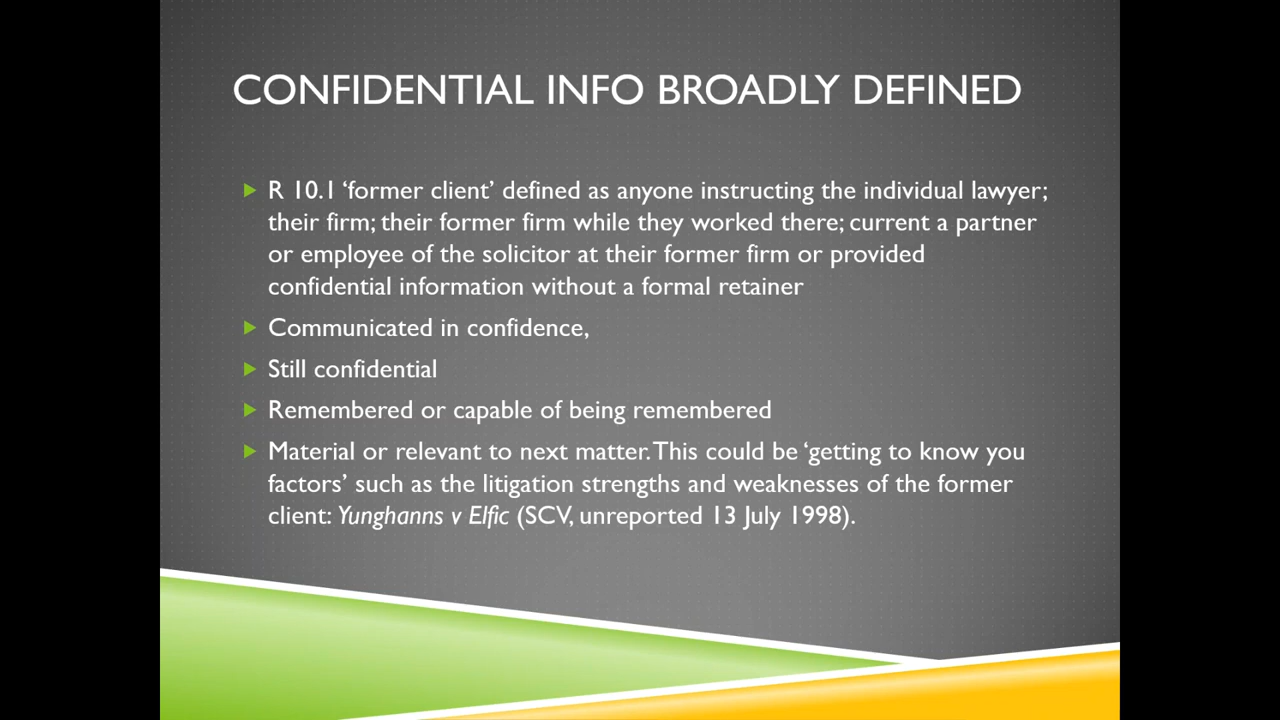 CONFIDENTIAL INFO BROADLY DEFINED
R 10.1 ‘former client’ defined as anyone instructing the individual lawyer;
their firm; their former firm while they worked there; current a partner
or employee of the solicitor at their former firm or provided
confidential information without a formal retainer
Communicated in confidence,
Still confidential
Remembered or capable of being remembered
Material or relevant to next matter. This could be ‘getting to know you
factors’ such as the litigation strengths and weaknesses of the former
client: Yunghanns v Elfic (SCV, unreported 13 July 1998).